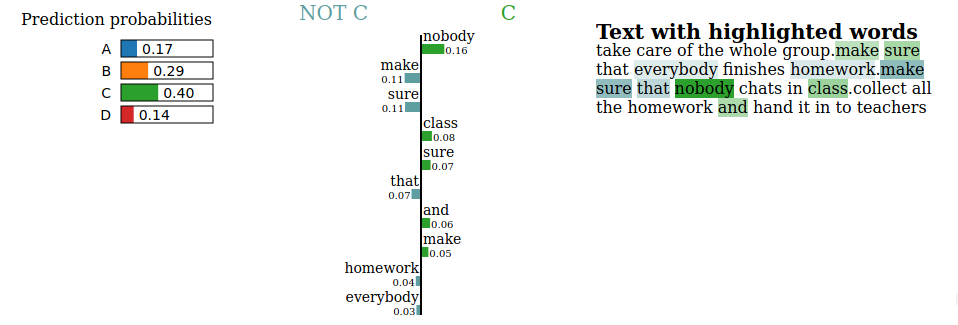 Prediction probabilities
A 0.17
B 0.29
C 0.40
D 0.14
NOT C C
nobody
0.16
make
0.11
sure
0.11
class
0.08
sure
0.07
that
0.07
and
0.06
make
0.05
homework
0.04
everybody
0.03
Text with highlighted words
take care of the whole group.make sure
that everybody finishes homework.make
sure that nobody chats in class.collect all
the homework and hand it in to teachers